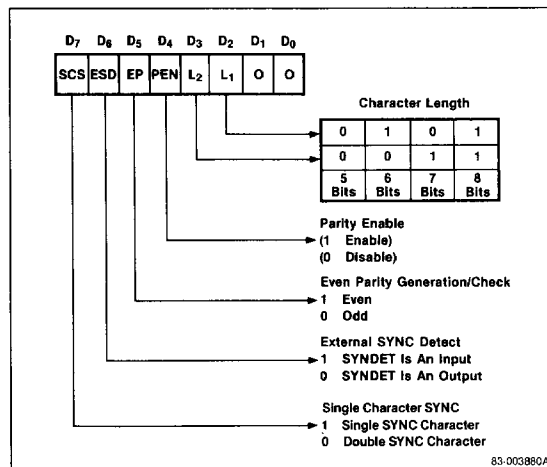 D7 D6 D5 D4 D3 D2 D1 D0
SCS ESD EP PEN L2 L1 O O
Character Length
0 1 0 1
0 0 1 1
5 6 7 8
Bits Bits Bits Bits
Parity Enable
(1 Enable)
(0 Disable)
Even Parity Generation/Check
1 Even
0 Odd
External SYNC Detect
1 SYNDET Is An Input
0 SYNDET Is An Output
Single Character SYNC
1 Single SYNC Character
0 Double SYNC Character
83-003880A